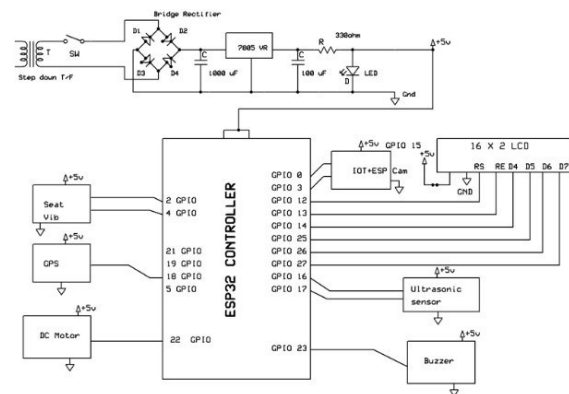 Bridge Rectifier
D1
D2
D3
D4
T
SW
Step down T/F
C
1000 uF
7805 VR
C
100 uF
R
330ohm
D
LED
+5v
Gnd
ESP32 CONTROLLER
+5v
Seat
Vib
2 GPIO
4 GPIO
+5v
GPS
21 GPIO
19 GPIO
18 GPIO
5 GPIO
+5v
DC Motor
22 GPIO
GPIO 0
GPIO 3
GPIO 12
GPIO 13
GPIO 14
GPIO 25
GPIO 26
GPIO 27
GPIO 16
GPIO 17
GPIO 23
+5v
GPIO 15
IOT+ESP Cam
16 X 2 LCD
+5v
GND
RS RE D4 D5 D6 D7
+5v
Ultrasonic
sensor
+5v
Buzzer